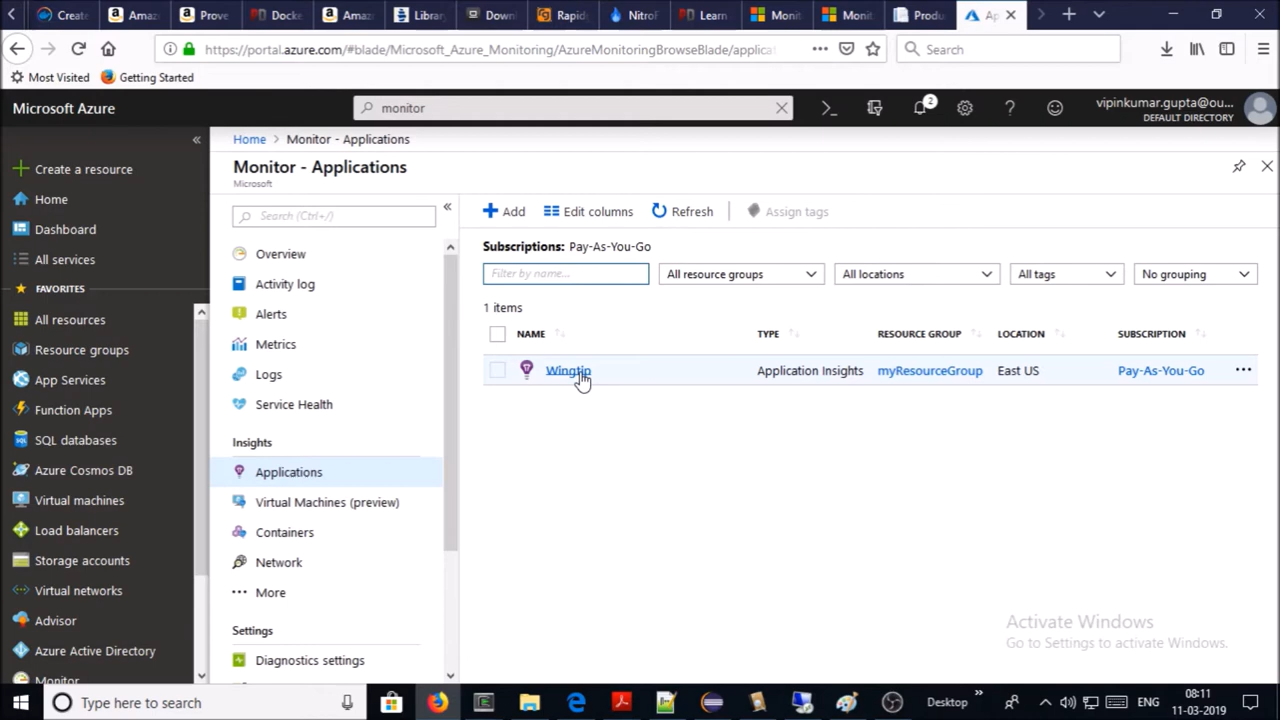 Create
Amaz
Prove
Docke
Amaz
Librar
Down
Rapid
NitroF
Learn
Monit
Monit
Produ
Ap
https://portal.azure.com/#blade/Microsoft_Azure_Monitoring/AzureMonitoringBrowseBlade/applicat
Search
Most Visited
Getting Started
Microsoft Azure
monitor
2
vipinkumar.gupta@ou...
DEFAULT DIRECTORY
Home > Monitor - Applications
Monitor - Applications
Microsoft
Create a resource
Home
Dashboard
All services
FAVORITES
All resources
Resource groups
App Services
Function Apps
SQL databases
Azure Cosmos DB
Virtual machines
Load balancers
Storage accounts
Virtual networks
Advisor
Azure Active Directory
Monitor
Search (Ctrl+/)
Overview
Activity log
Alerts
Metrics
Logs
Service Health
Insights
Applications
Virtual Machines (preview)
Containers
Network
More
Settings
Diagnostics settings
Add
Edit columns
Refresh
Assign tags
Subscriptions: Pay-As-You-Go
Filter by name...
All resource groups
All locations
All tags
No grouping
1 items
NAME TYPE RESOURCE GROUP LOCATION SUBSCRIPTION
Wingtip Application Insights myResourceGroup East US Pay-As-You-Go
Activate Windows
Go to Settings to activate Windows.
Type here to search
Desktop
ENG
08:11
11-03-2019